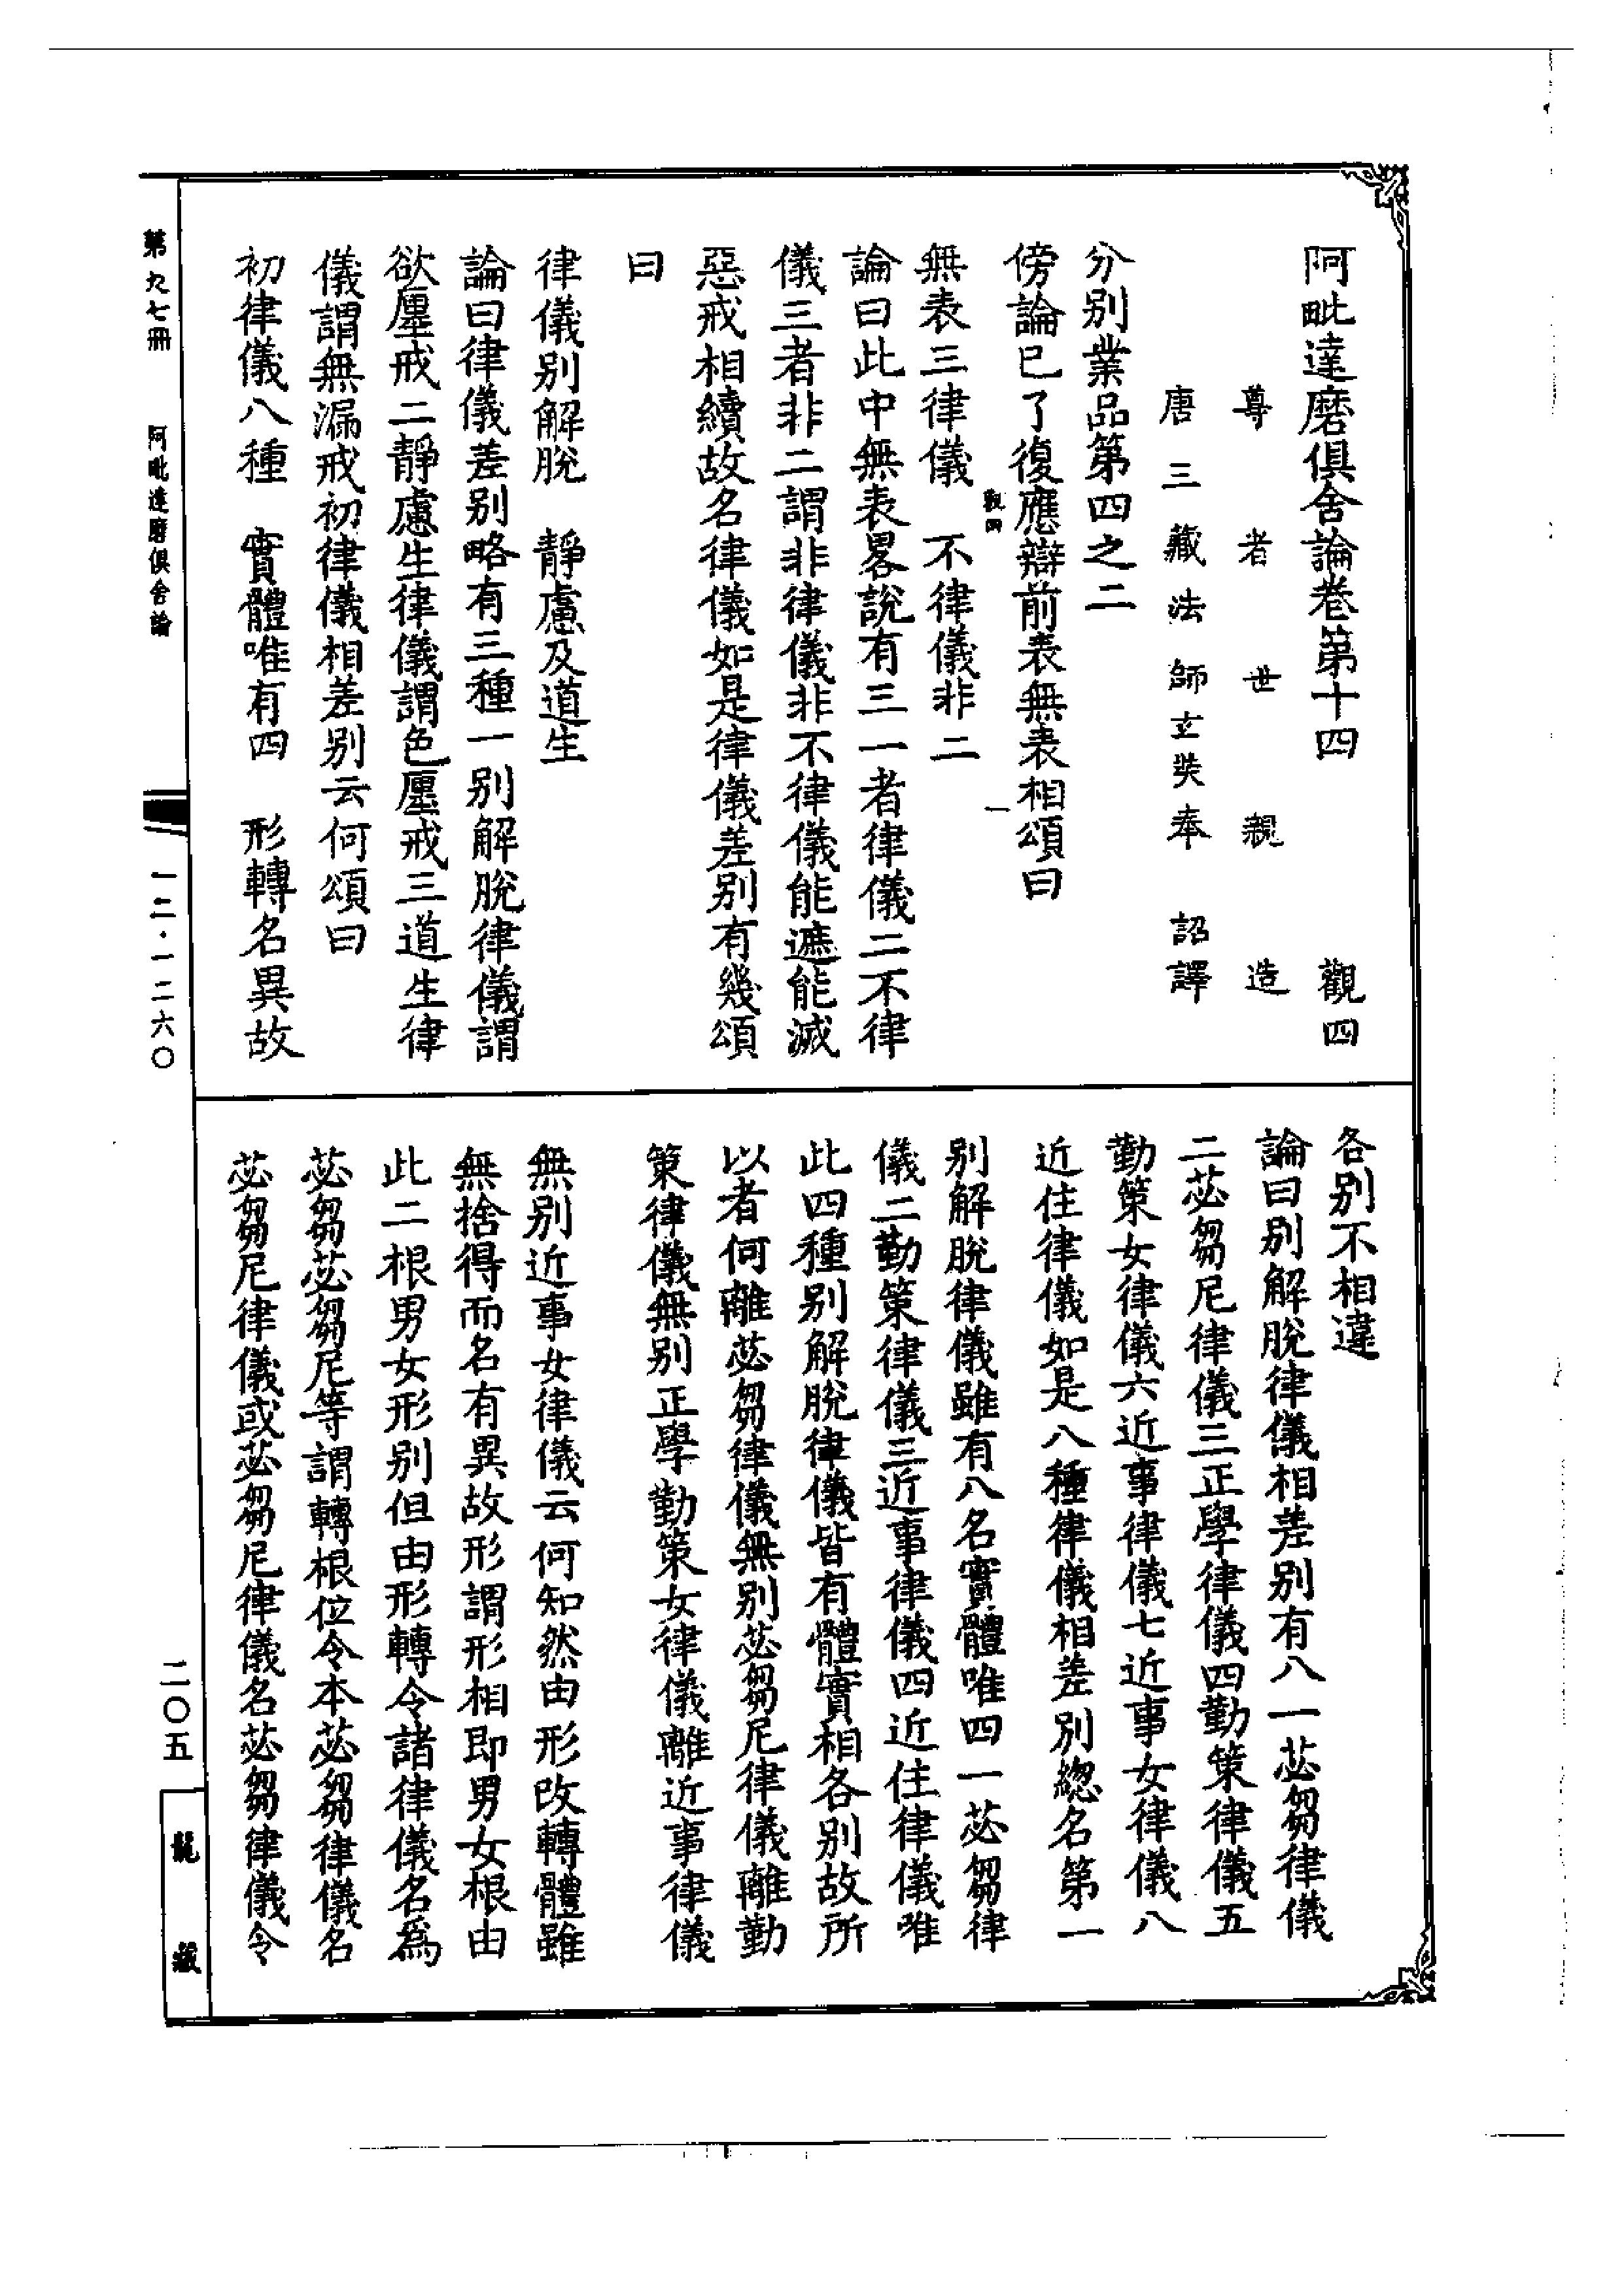 阿毗達磨俱舍論卷第十四　觀四
尊者世親造
唐三藏法師玄奘奉　詔譯
分別業品第四之二
傍論已了復應辯前表無表相頌曰
觀四　一
無表三律儀　不律儀非二
論曰此中無表畧說有三一者律儀二不律
儀三者非二謂非律儀非不律儀能遮能滅
惡戒相續故名律儀如是律儀差別有幾頌
曰
律儀別解脫　靜慮及道生
論曰律儀差別略有三種一別解脫律儀謂
欲廛戒二靜慮生律儀謂色廛戒三道生律
儀謂無漏戒初律儀相差別云何頌曰
初律儀八種　實體唯有四　形轉名異故
各別不相違
論曰別解脫律儀相差別有八一苾芻律儀
二苾芻尼律儀三正學律儀四勤策律儀五
勤策女律儀六近事律儀七近事女律儀八
近住律儀如是八種律儀相差別總名第一
別解脫律儀雖有八名實體唯四一苾芻律
儀二勤策律儀三近事律儀四近住律儀唯
此四種別解脫律儀皆有體實相各別故所
以者何離苾芻律儀無別苾芻尼律儀離勤
策律儀無別正學勤策女律儀離近事律儀
無別近事女律儀云何知然由形改轉體雖
無捨得而名有異故形謂形相即男女根由
此二根男女形別但由形轉令諸律儀名為
苾芻苾芻尼等謂轉根位令本苾芻律儀名
苾芻尼律儀或苾芻尼律儀名苾芻律儀令
第九七冊　阿毗達磨俱舍論　一二·一二六〇　二〇五　龍藏